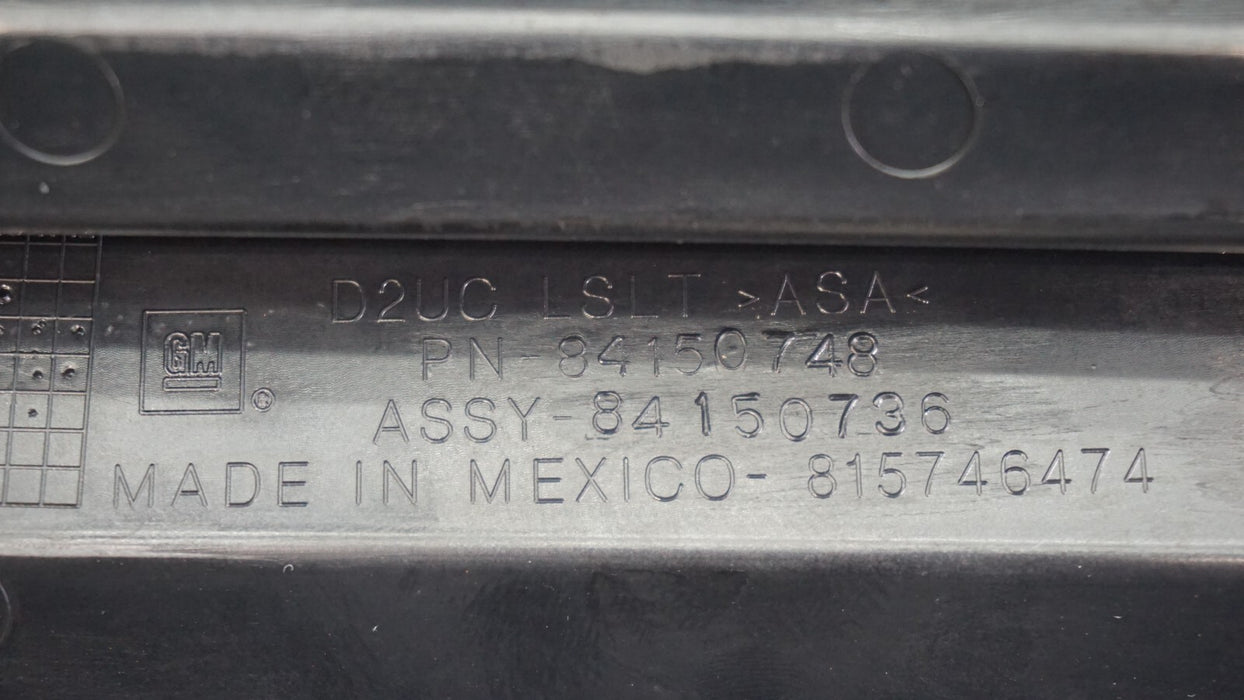 D2UC LSLT >ASA<
GM ©
PN-84150748
ASSY-84150736
MADE IN MEXICO- 815746474